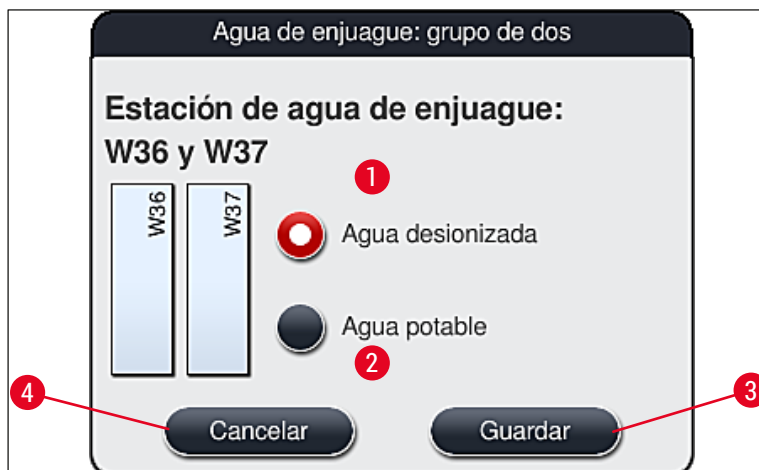 Agua de enjuague: grupo de dos
Estación de agua de enjuague:
W36 y W37
W36
W37
1
Agua desionizada
Agua potable
2
4
Cancelar
Guardar
3